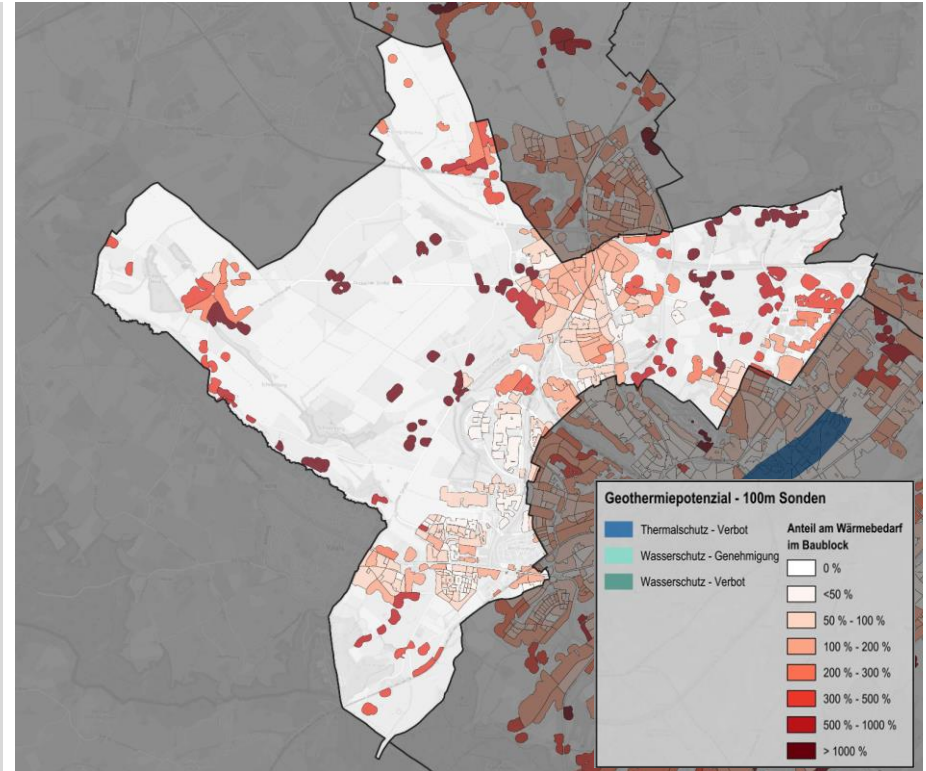 Geothermiepotenzial - 100m Sonden
Thermalschutz - Verbot
Wasserschutz - Genehmigung
Wasserschutz - Verbot
Anteil am Wärmebedarf
im Baublock
0 %
<50 %
50 % - 100 %
100 % - 200 %
200 % - 300 %
300 % - 500 %
500 % - 1000 %
> 1000 %